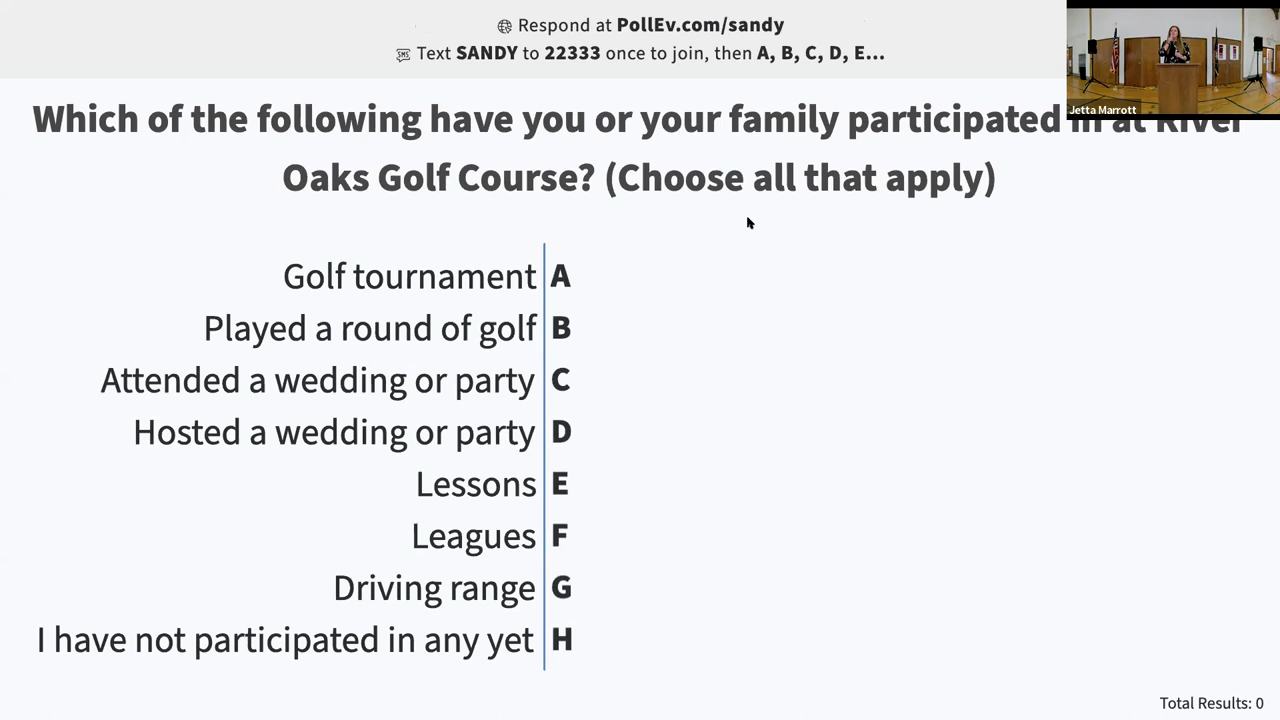 Respond at PollEv.com/sandy
Text SANDY to 22333 once to join, then A, B, C, D, E...
Jetta Marrott
Which of the following have you or your family participated in at River
Oaks Golf Course? (Choose all that apply)
Golf tournament A
Played a round of golf B
Attended a wedding or party C
Hosted a wedding or party D
Lessons E
Leagues F
Driving range G
I have not participated in any yet H
Total Results: 0